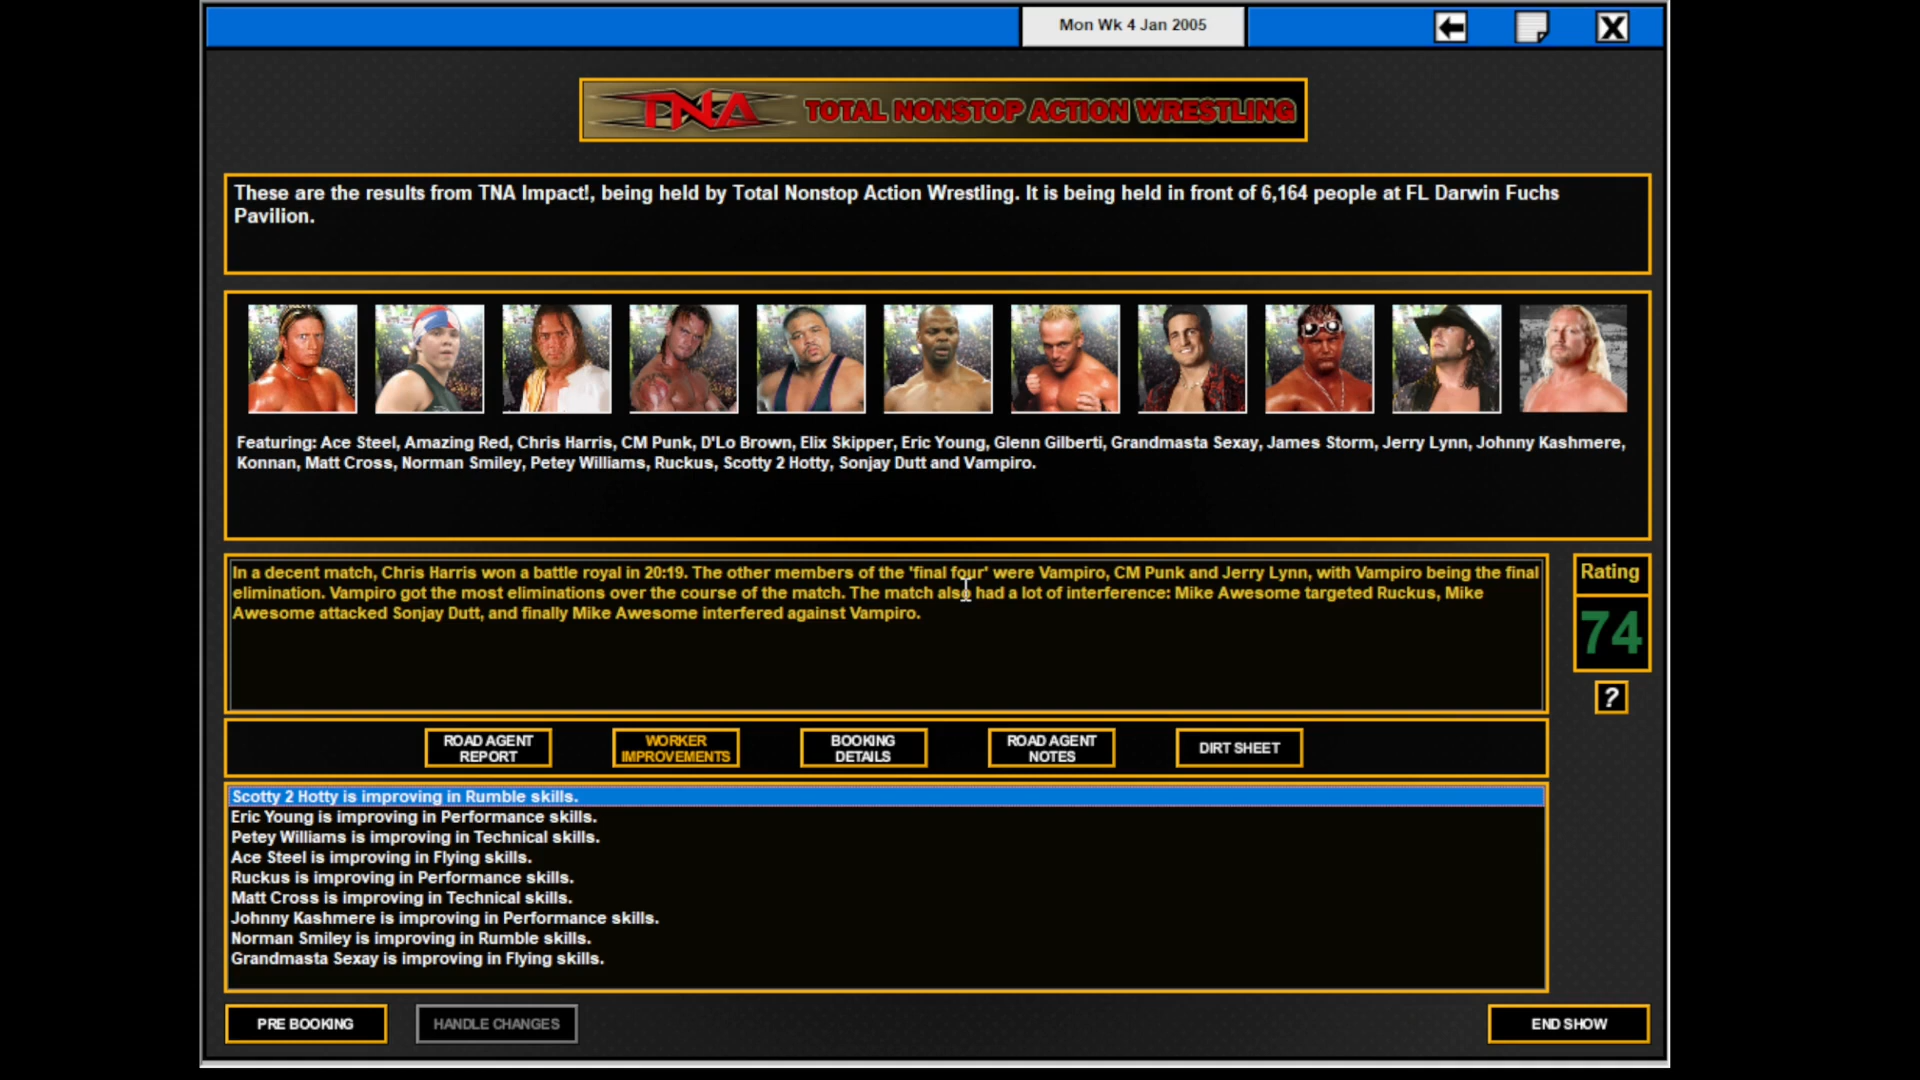 Mon Wk 4 Jan 2005
TNA TOTAL NONSTOP ACTION WRESTLING
These are the results from TNA Impact!, being held by Total Nonstop Action Wrestling. It is being held in front of 6,164 people at FL Darwin Fuchs
Pavilion.
Featuring: Ace Steel, Amazing Red, Chris Harris, CM Punk, D'Lo Brown, Elix Skipper, Eric Young, Glenn Gilberti, Grandmasta Sexay, James Storm, Jerry Lynn, Johnny Kashmere,
Konnan, Matt Cross, Norman Smiley, Petey Williams, Ruckus, Scotty 2 Hotty, Sonjay Dutt and Vampiro.
In a decent match, Chris Harris won a battle royal in 20:19. The other members of the 'final four' were Vampiro, CM Punk and Jerry Lynn, with Vampiro being the final
elimination. Vampiro got the most eliminations over the course of the match. The match also had a lot of interference: Mike Awesome targeted Ruckus, Mike
Awesome attacked Sonjay Dutt, and finally Mike Awesome interfered against Vampiro.
Rating
74
?
ROAD AGENT
REPORT
WORKER
IMPROVEMENTS
BOOKING
DETAILS
ROAD AGENT
NOTES
DIRT SHEET
Scotty 2 Hotty is improving in Rumble skills.
Eric Young is improving in Performance skills.
Petey Williams is improving in Technical skills.
Ace Steel is improving in Flying skills.
Ruckus is improving in Performance skills.
Matt Cross is improving in Technical skills.
Johnny Kashmere is improving in Performance skills.
Norman Smiley is improving in Rumble skills.
Grandmasta Sexay is improving in Flying skills.
PRE BOOKING
HANDLE CHANGES
END SHOW